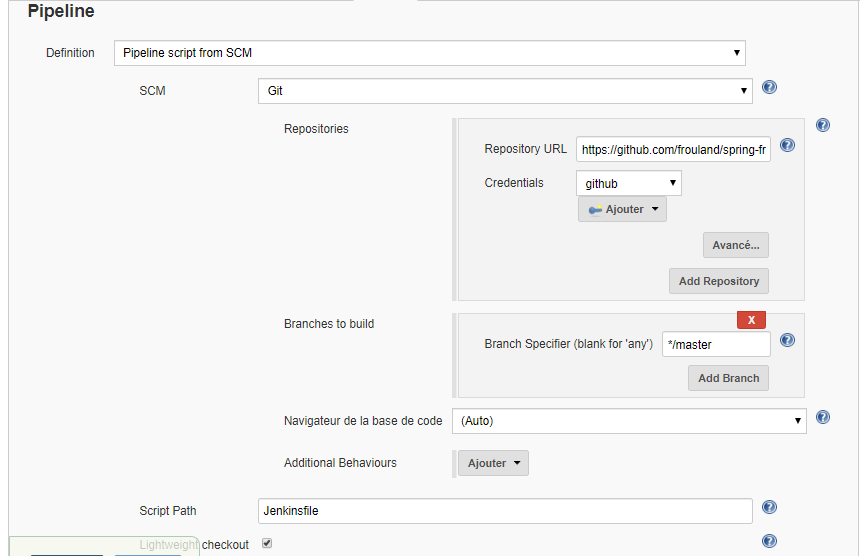 Pipeline
Definition Pipeline script from SCM
SCM Git
Repositories
Repository URL https://github.com/frouland/spring-fr
Credentials github
Ajouter
Avancé...
Add Repository
Branches to build
X
Branch Specifier (blank for 'any') */master
Add Branch
Navigateur de la base de code (Auto)
Additional Behaviours Ajouter
Script Path Jenkinsfile
Lightweight checkout